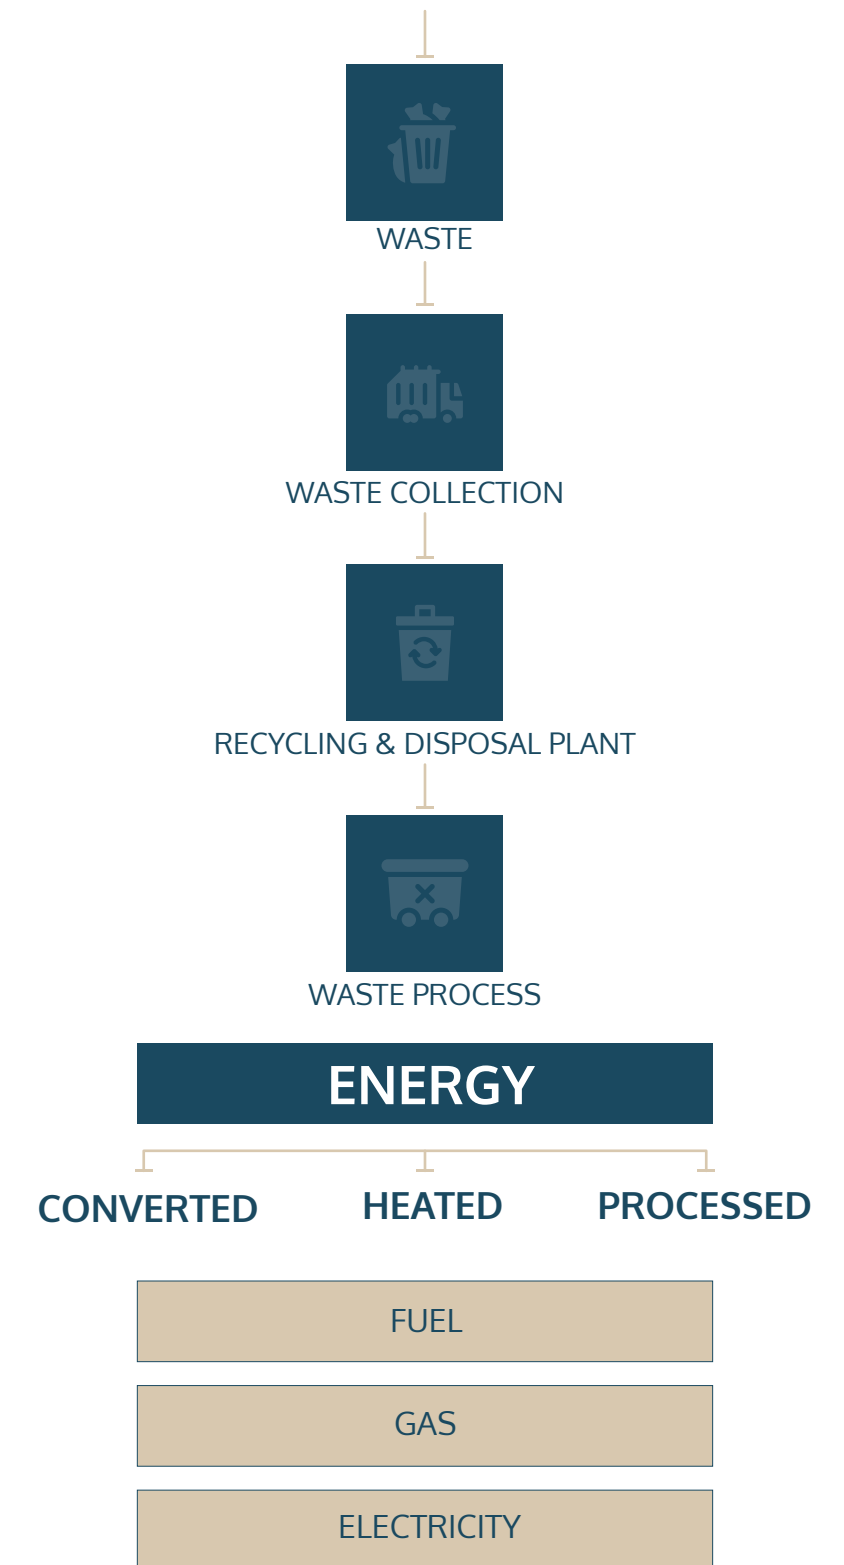 WASTE
WASTE COLLECTION
RECYCLING & DISPOSAL PLANT
WASTE PROCESS
ENERGY
CONVERTED HEATED PROCESSED
FUEL
GAS
ELECTRICITY